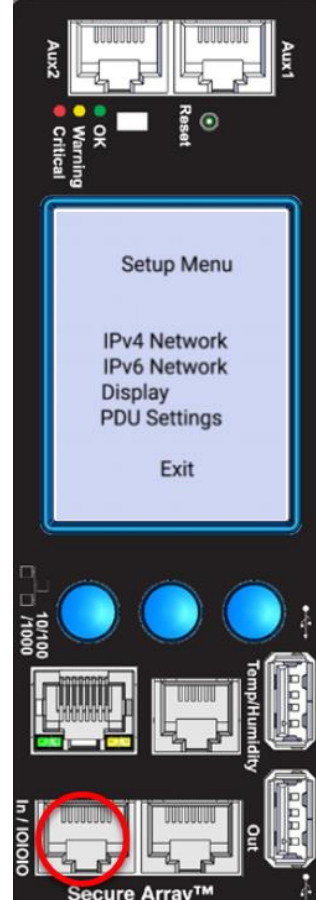 Aux2
Aux1
Reset
OK
Warning
Critical
Setup Menu
IPv4 Network
IPv6 Network
Display
PDU Settings
Exit
10/100
/1000
Temp/Humidity
In / IOIOIO
Out
Secure Array™